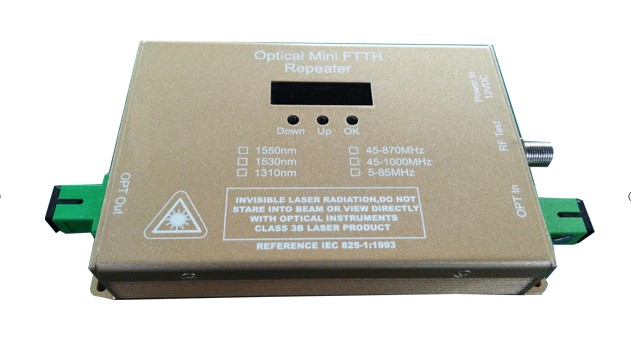 Optical Mini FTTH
Repeater
Down Up OK
1550nm
1530nm
1310nm
45-870MHz
45-1000MHz
5-85MHz
Power In
12VDC
RF Test
OPT In
OPT Out
INVISIBLE LASER RADIATION,DO NOT
STARE INTO BEAM OR VIEW DIRECTLY
WITH OPTICAL INSTRUMENTS
CLASS 3B LASER PRODUCT
REFERENCE IEC 825-1:1993